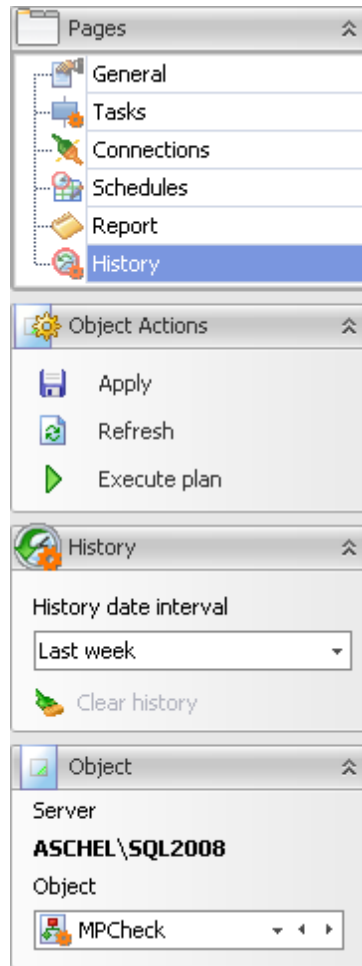 Pages
General
Tasks
Connections
Schedules
Report
History
Object Actions
Apply
Refresh
Execute plan
History
History date interval
Last week
Clear history
Object
Server
ASCHEL\SQL2008
Object
MPCheck